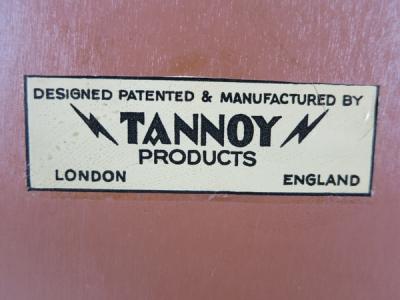 DESIGNED PATENTED & MANUFACTURED BY
TANNOY
PRODUCTS
LONDON ENGLAND